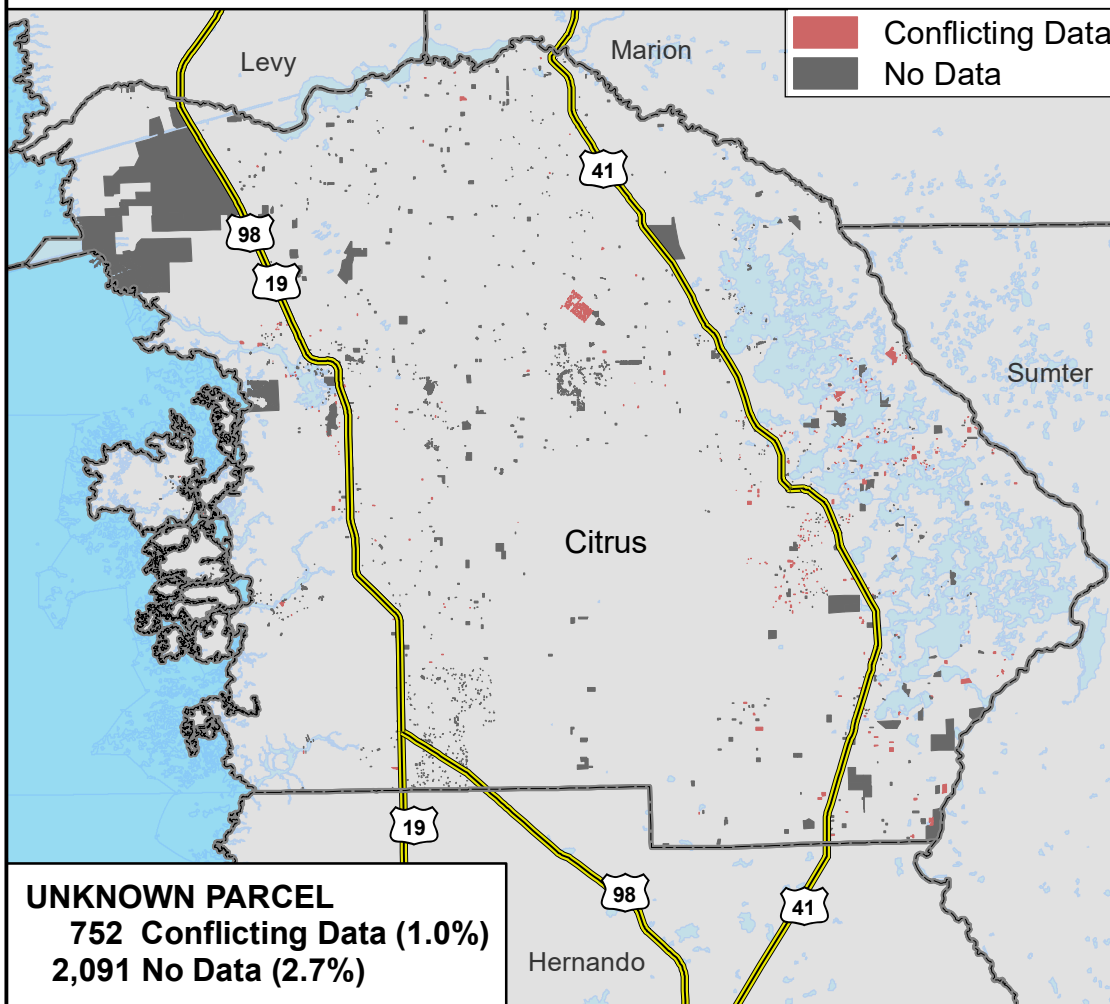 Levy
Marion
Conflicting Data
No Data
41
98
19
Sumter
Citrus
19
98
41
Hernando
UNKNOWN PARCEL
752 Conflicting Data (1.0%)
2,091 No Data (2.7%)